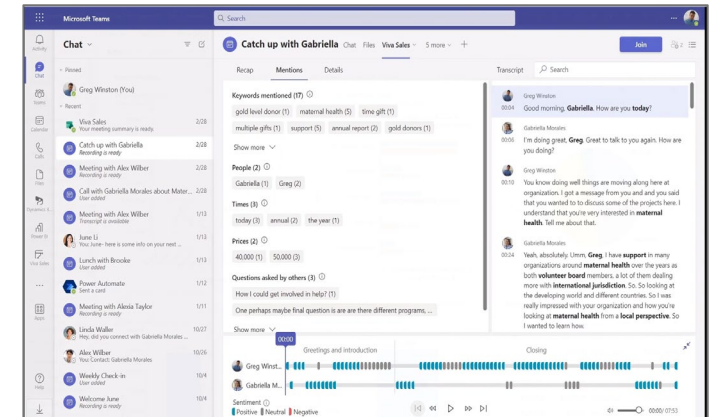 Microsoft Teams
Search
Activity
Chat
Teams
Calendar
Calls
Files
Power BI
Viva Sales
Apps
Help
Chat
Pinned
Greg Winston (You)
Recent
Viva Sales 2/28
Your meeting summary is ready.
Catch up with Gabriella 2/28
Recording is ready
Meeting with Alex Wilber 2/28
Recording is ready
Call with Gabriella Morales about Mater... 2/28
User added
Meeting with Alex Wilber 1/13
Transcript is available
June Li 1/13
You: June- here is some info on your next ...
Lunch with Brooke 1/13
User added
Power Automate 1/12
Sent a card
Meeting with Alexia Taylor 1/11
Recording is ready
Linda Waller 10/27
Hey, did you connect with Gabriella Morales ...
Alex Wilber 10/26
You: Contact: Gabriella Morales
Weekly Check-in 10/4
User added
Welcome June 10/4
Recording is ready
Catch up with Gabriella Chat Files Viva Sales 5 more +
Join
2
Recap Mentions Details
Keywords mentioned (17)
gold level donor (1) maternal health (5) time gift (1)
multiple gifts (1) support (5) annual report (2) gold donors (1)
Show more
People (2)
Gabriella (1) Greg (2)
Times (3)
today (3) annual (2) the year (1)
Prices (2)
40.000 (1) 50,000 (3)
Questions asked by others (3)
How I could get involved in help? (1)
One perhaps maybe final question is are are there different programs, ...
Show more
Transcript Search
Greg Winston
00:04 Good morning, Gabriella. How are you today?
Gabriella Morales
00:06 I'm doing great, Greg. Great to talk to you again. How are
you doing?
Greg Winston
00:10 You know doing well things are moving along here at
organization. I got a message from you and and you said
that you wanted to to discuss some of the projects here. I
understand that you're very interested in maternal
health. Tell me about that.
Gabriella Morales
00:24 Yeah, absolutely. Umm, Greg, I have support in many
organizations around maternal health over the years as
both volunteer board members, a lot of them dealing
more with international jurisdiction. So. So looking at
the developing world and different countries. So I was
really impressed with your organization and how you're
looking at maternal health from a local perspective. So
I wanted to learn how.
00:00
Greetings and introduction Closing
Greg Winst...
Gabriella M...
Sentiment
Positive Neutral Negative
00:00/ 07:53